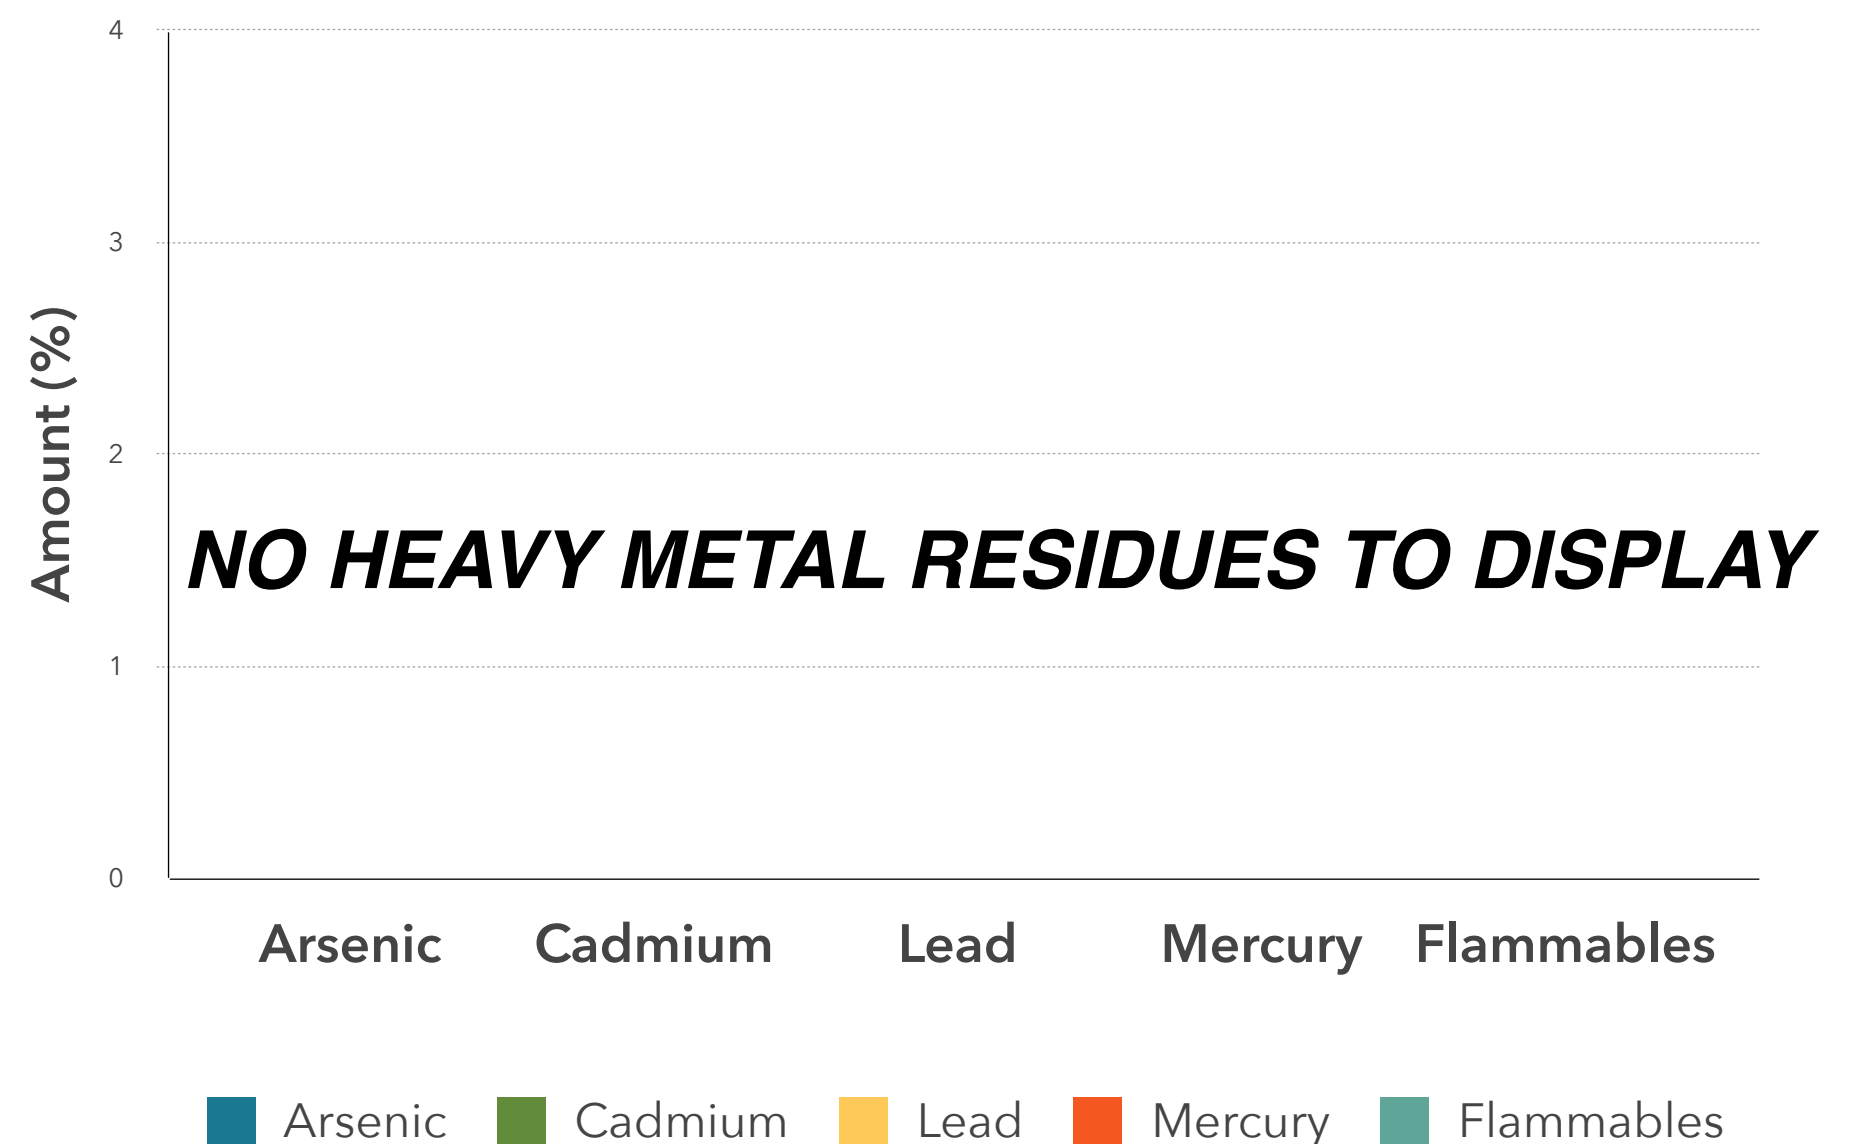 4
3
Amount (%)
2
NO HEAVY METAL RESIDUES TO DISPLAY
1
0
Arsenic Cadmium Lead Mercury Flammables
Arsenic Cadmium Lead Mercury Flammables